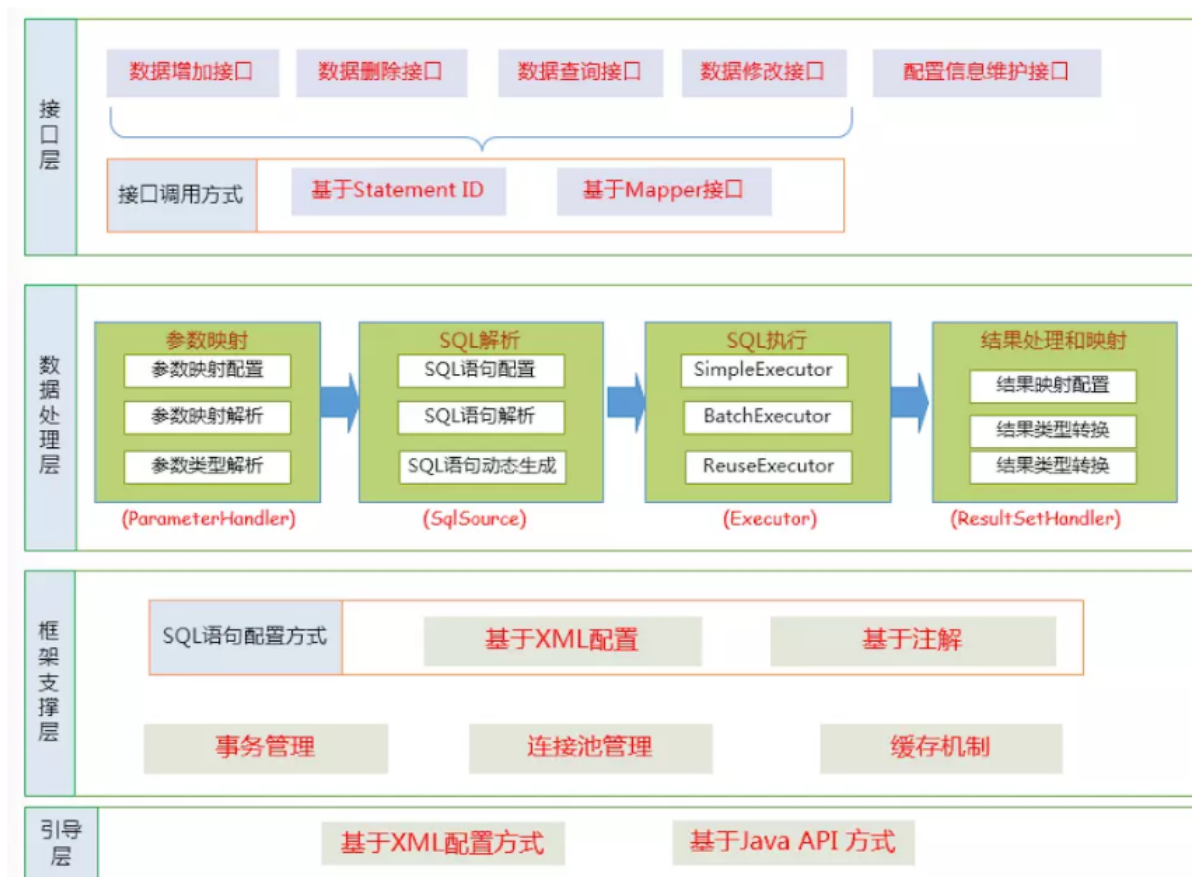 接口层
数据增加接口
数据删除接口
数据查询接口
数据修改接口
配置信息维护接口
接口调用方式
基于Statement ID
基于Mapper接口
数据处理层
参数映射
参数映射配置
参数映射解析
参数类型解析
(ParameterHandler)
SQL解析
SQL语句配置
SQL语句解析
SQL语句动态生成
(SqlSource)
SQL执行
SimpleExecutor
BatchExecutor
ReuseExecutor
(Executor)
结果处理和映射
结果映射配置
结果类型转换
结果类型转换
(ResultSetHandler)
框架支撑层
SQL语句配置方式
基于XML配置
基于注解
事务管理
连接池管理
缓存机制
引导
层
基于XML配置方式
基于Java API 方式